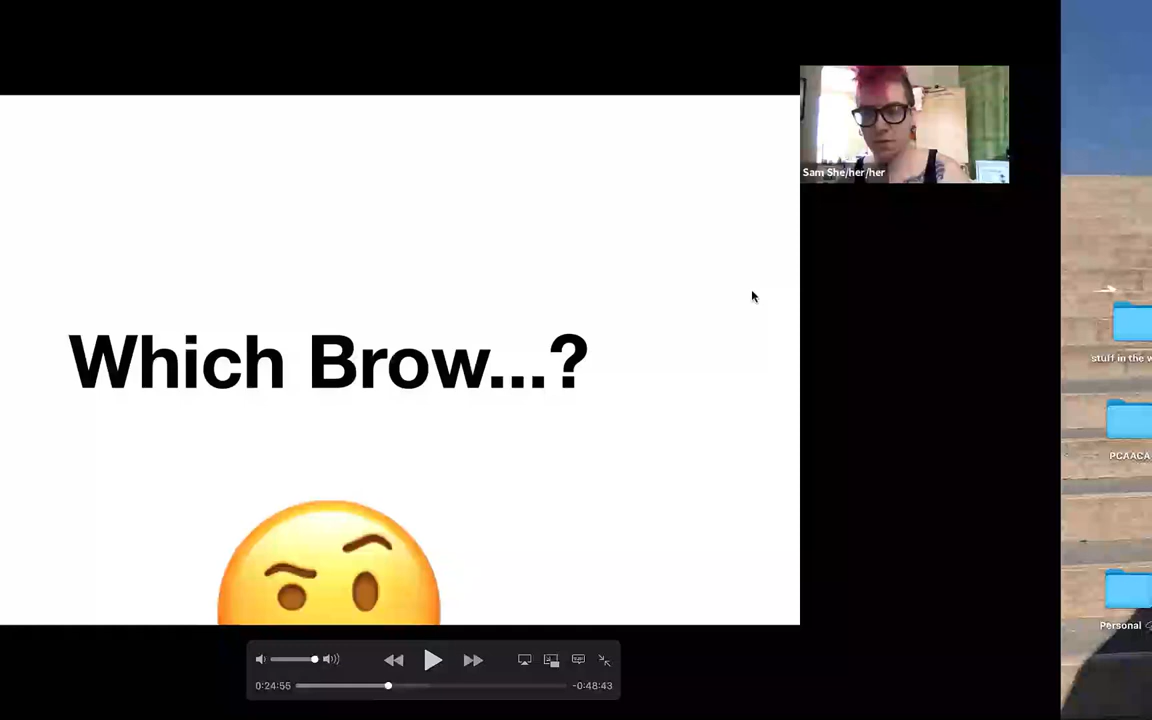 Sam She/her/her
Which Brow...?
stuff in the w
PCAACA
Personal
0:24:55
-0:48:43